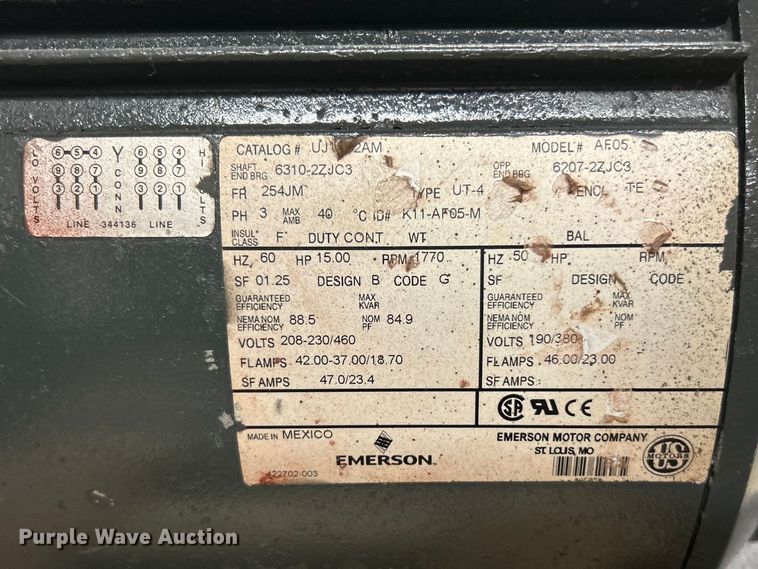 6 5 4 Y 6 5 4
9 8 7 CONN 9 8 7
3 2 1 3 2 1
LO VOLTS
HI VOLTS
LINE 344136 LINE
CATALOG # MODEL# AF05
SHAFT END BRG 6310-2ZJC3 OPP END BRG 6207-2ZJC3
FR 254JM TYPE UT-4 ENCL TE
PH 3 MAX AMB 40 °C ID# K11-AF05-M
INSUL CLASS F DUTY CONT WT BAL
HZ 60 HP 15.00 RPM 1770 HZ 50 HP RPM
SF 01.25 DESIGN B CODE G SF DESIGN CODE
GUARANTEED EFFICIENCY MAX KVAR GUARANTEED EFFICIENCY MAX KVAR
NEMA NOM EFFICIENCY 88.5 NOM PF 84.9 NEMA NOM EFFICIENCY NOM PF
VOLTS 208-230/460 VOLTS 190/380
FL AMPS 42.00-37.00/18.70 FL AMPS 46.00/23.00
SF AMPS 47.0/23.4 SF AMPS
MADE IN MEXICO EMERSON MOTOR COMPANY
EMERSON ST. LOUIS, MO
US MOTORS
422702-003
Purple Wave Auction